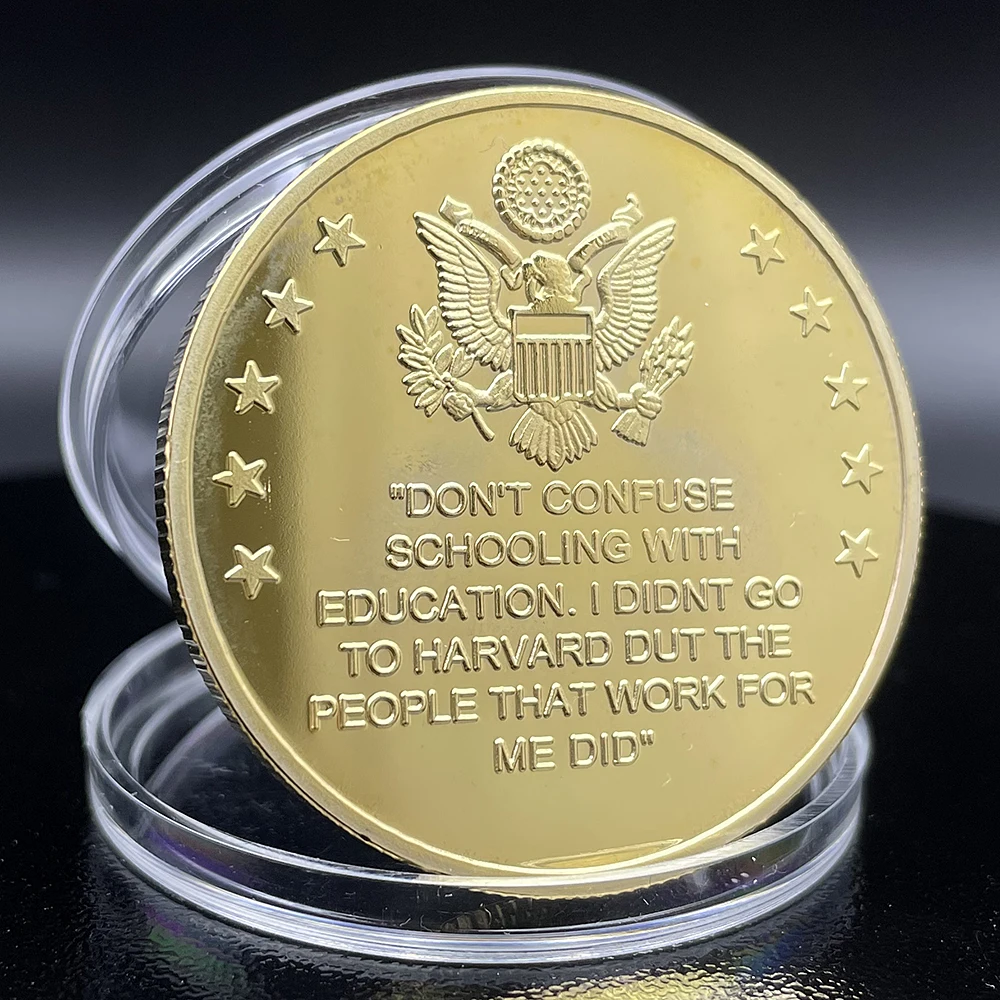 "DON'T CONFUSE
SCHOOLING WITH
EDUCATION. I DIDNT GO
TO HARVARD DUT THE
PEOPLE THAT WORK FOR
ME DID"